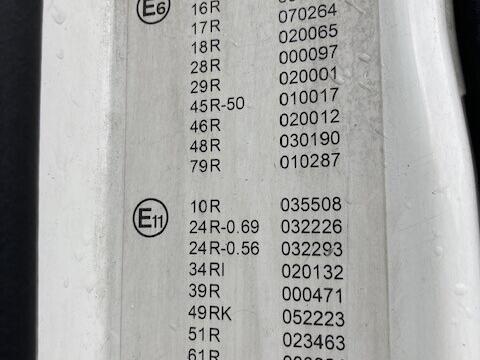 E6
16R
17R 070264
18R 020065
28R 000097
29R 020001
45R-50 010017
46R 020012
48R 030190
79R 010287
E11
10R 035508
24R-0.69 032226
24R-0.56 032293
34RI 020132
39R 000471
49RK 052223
51R 023463
61R